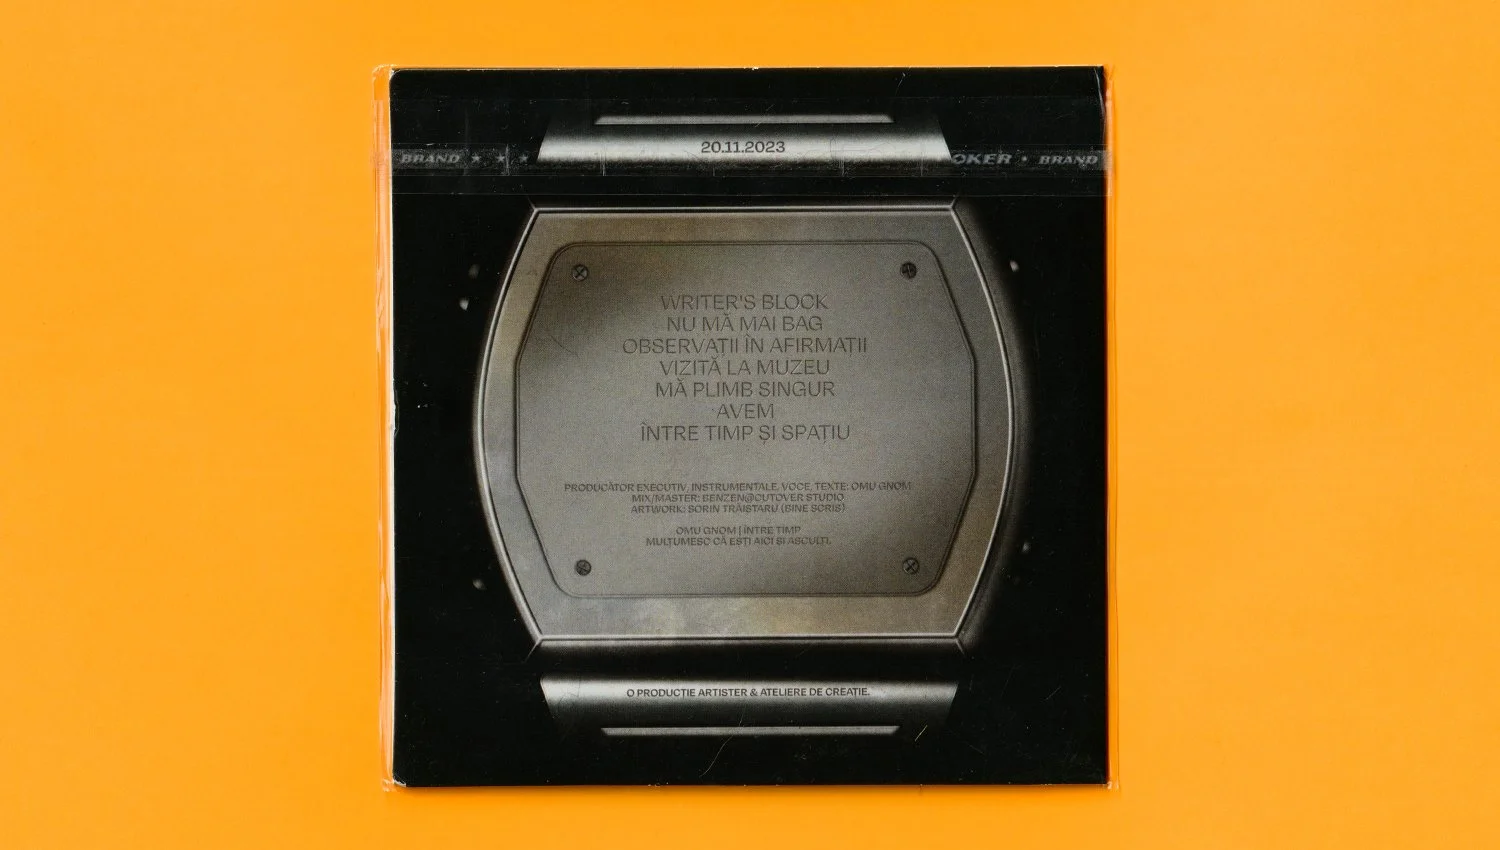 20.11.2023
BRAND ★ ★ ★
OKER • BRAND
WRITER'S BLOCK
NU MĂ MAI BAG
OBSERVAȚII ÎN AFIRMAȚII
VIZITĂ LA MUZEU
MĂ PLIMB SINGUR
AVEM
ÎNTRE TIMP ȘI SPAȚIU
PRODUCĂTOR EXECUTIV, INSTRUMENTALE, VOCE, TEXTE: OMU GNOM
MIX/MASTER: BENZEN@CUTOVER STUDIO
ARTWORK: SORIN TRĂISTARU (BINE SCRIS)
OMU GNOM | ÎNTRE TIMP
MULȚUMESC CĂ EȘTI AICI ȘI ASCULȚI.
O PRODUCȚIE ARTISTER & ATELIERE DE CREAȚIE.